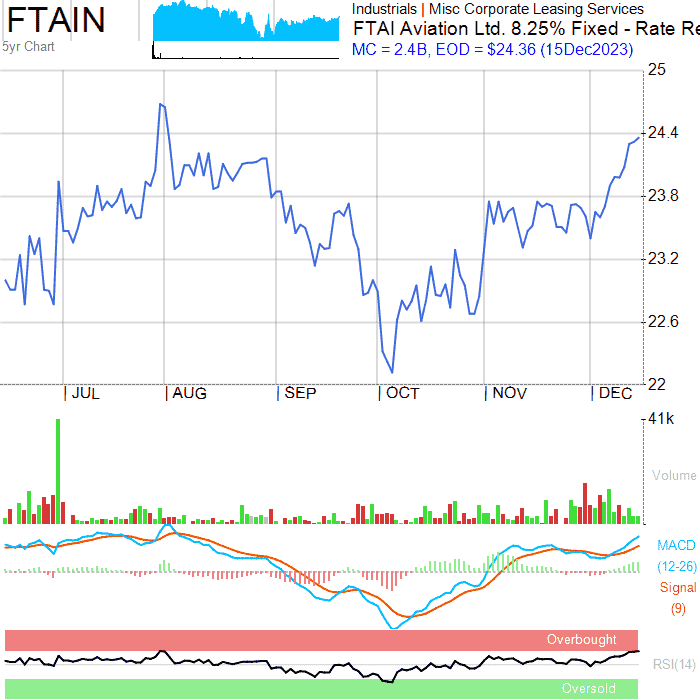 FTAIN
5yr Chart
Industrials | Misc Corporate Leasing Services
FTAI Aviation Ltd. 8.25% Fixed - Rate Re
MC = 2.4B, EOD = $24.36 (15Dec2023)
25
24.4
23.8
23.2
22.6
22
| JUL | AUG | SEP | OCT | NOV | DEC
41k
Volume
MACD
(12-26)
Signal
(9)
Overbought
RSI(14)
Oversold